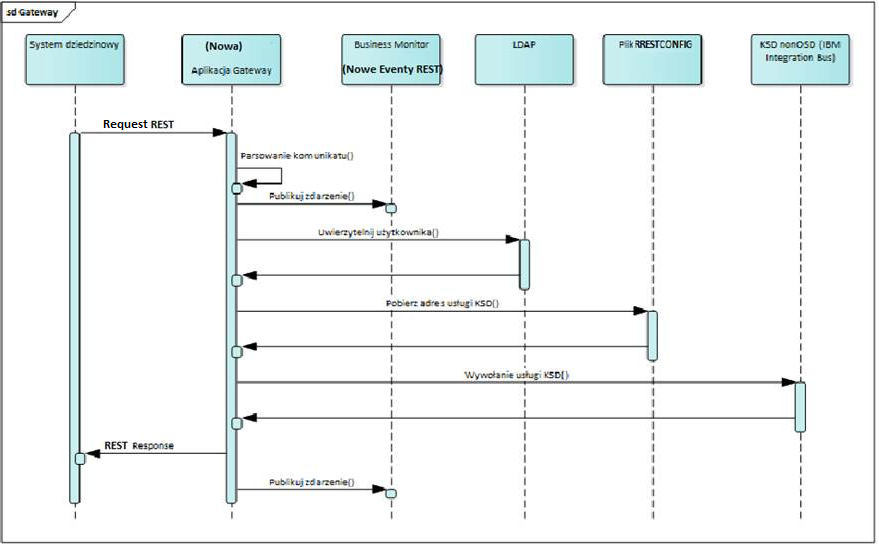 sd Gateway
System dziedzinowy
(Nowa)
Aplikacja Gateway
Business Monitor
(Nowe Eventy REST)
LDAP
Plik RRESTCONFIG
KSD nonOSD (IBM
Integration Bus)
Request REST
Parsowanie komunikatu()
Publikuj zdarzenie()
Uwierzytelnij użytkownika()
Pobierz adres usługi KSD()
Wywołanie usługi KSD()
REST Response
Publikuj zdarzenie()